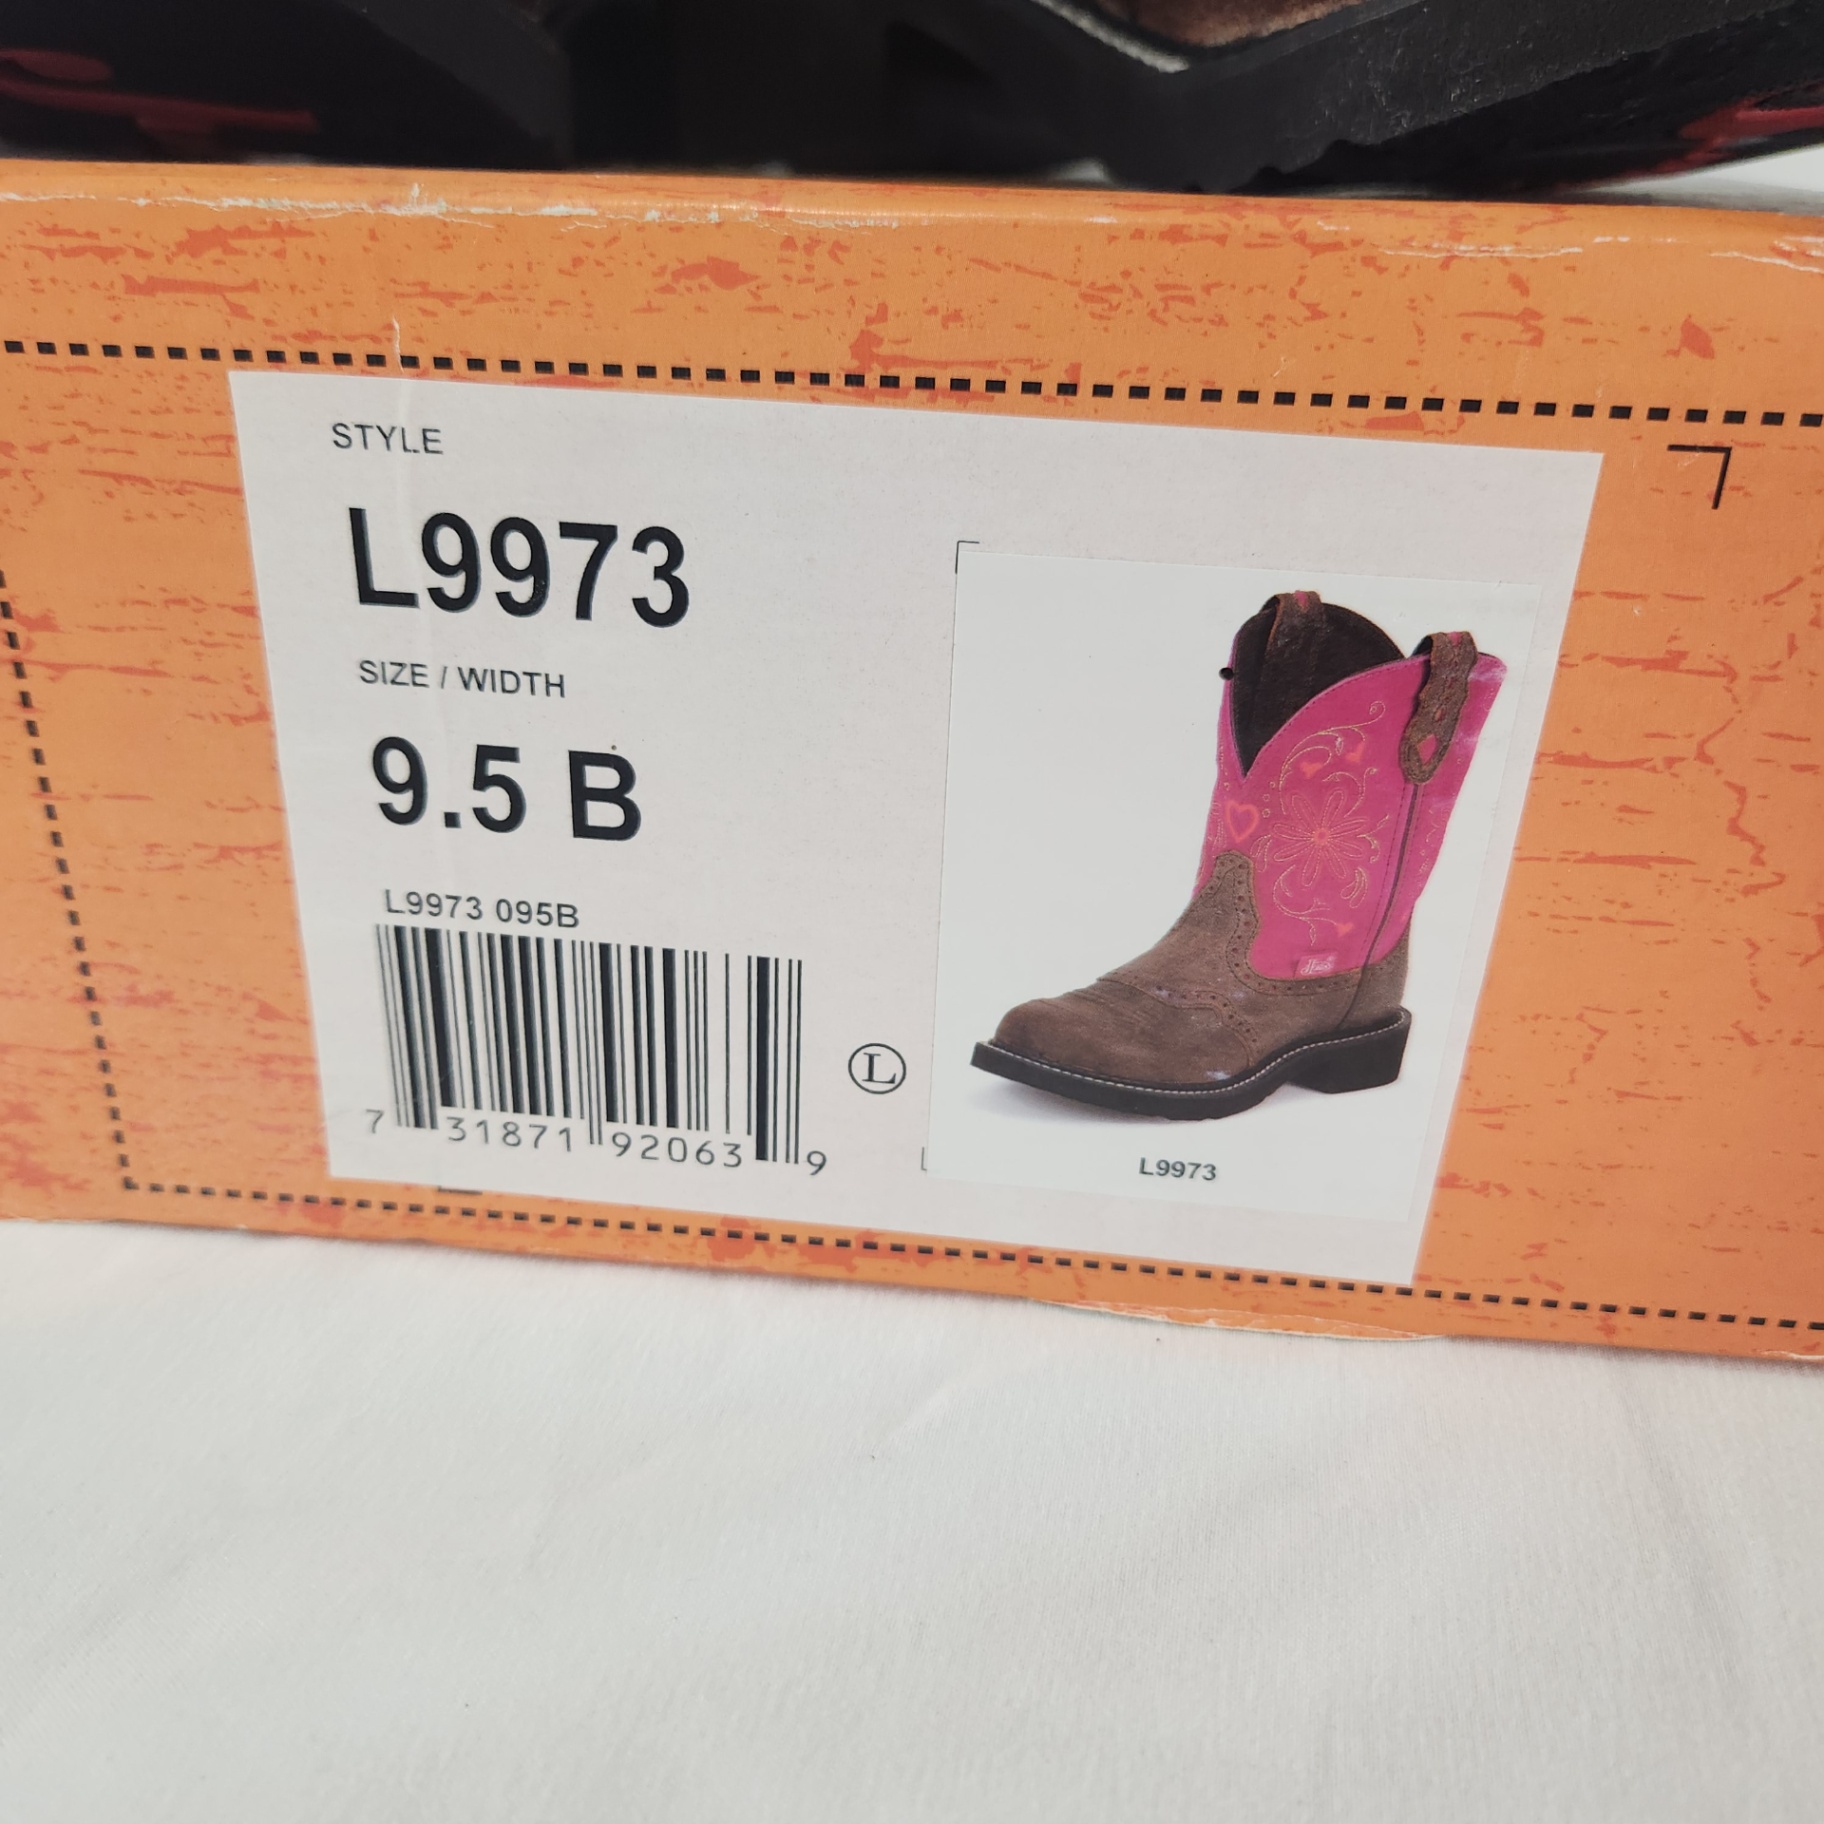 STYLE
L9973
SIZE / WIDTH
9.5 B
L9973 095B
7 31871 92063 9
L
L9973